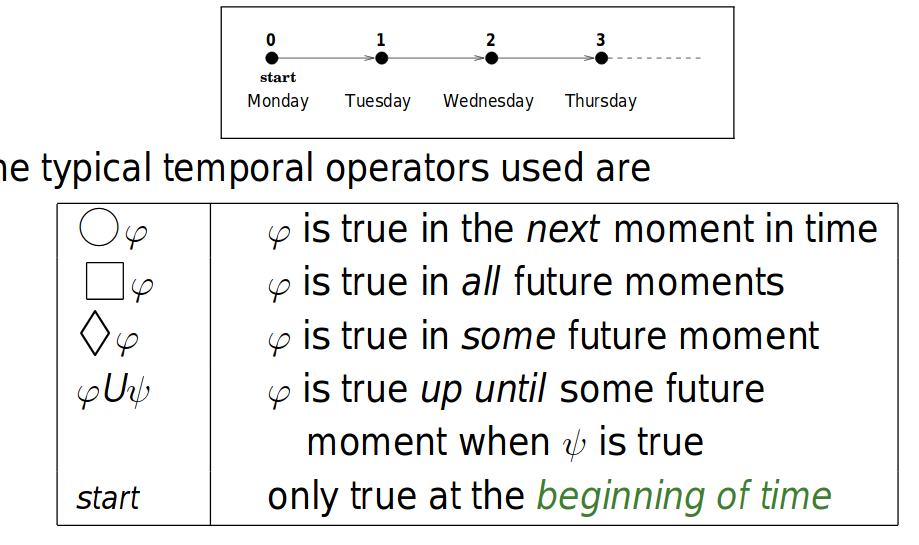 0 1 2 3
start
Monday Tuesday Wednesday Thursday
ne typical temporal operators used are
◯φ φ is true in the next moment in time
□φ φ is true in all future moments
◊φ φ is true in some future moment
φUψ φ is true up until some future
moment when ψ is true
start only true at the beginning of time